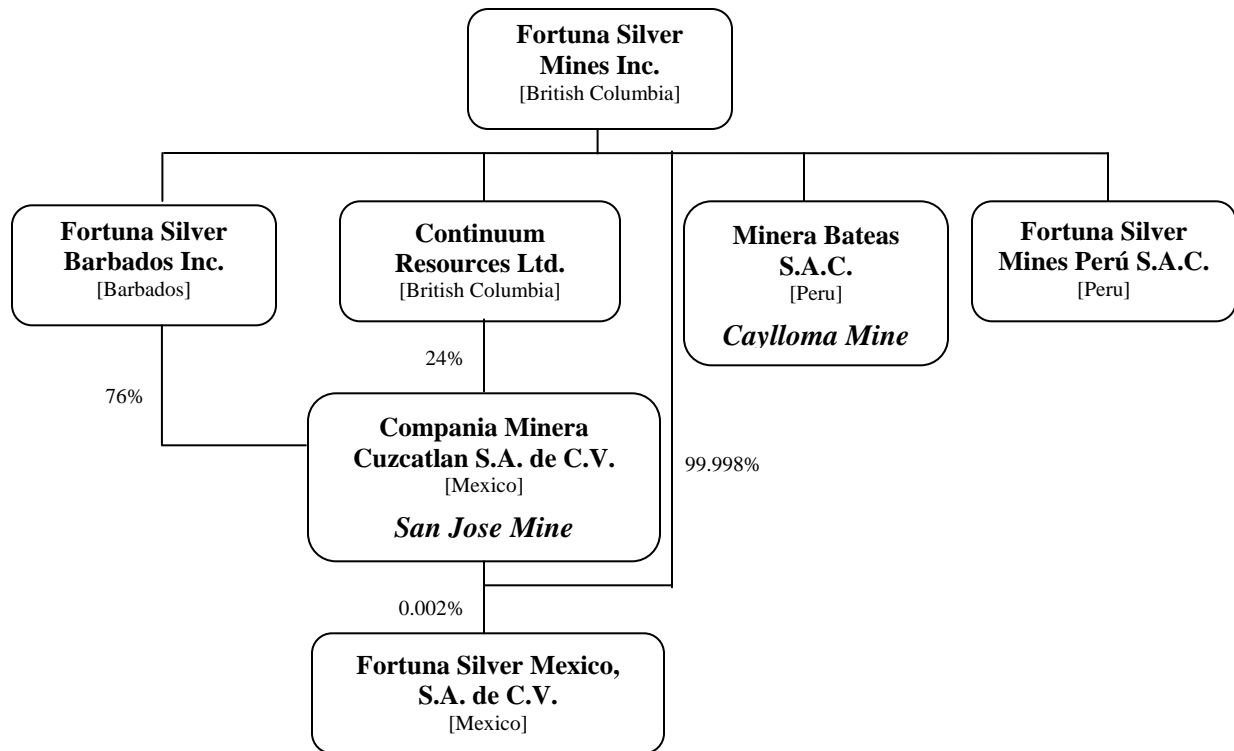 Fortuna Silver
Mines Inc.
[British Columbia]
Fortuna Silver
Barbados Inc.
[Barbados]
Continuum
Resources Ltd.
[British Columbia]
Minera Bateas
S.A.C.
[Peru]
Caylloma Mine
Fortuna Silver
Mines Perú S.A.C.
[Peru]
76%
24%
Compania Minera
Cuzcatlan S.A. de C.V.
[Mexico]
San Jose Mine
99.998%
0.002%
Fortuna Silver Mexico,
S.A. de C.V.
[Mexico]